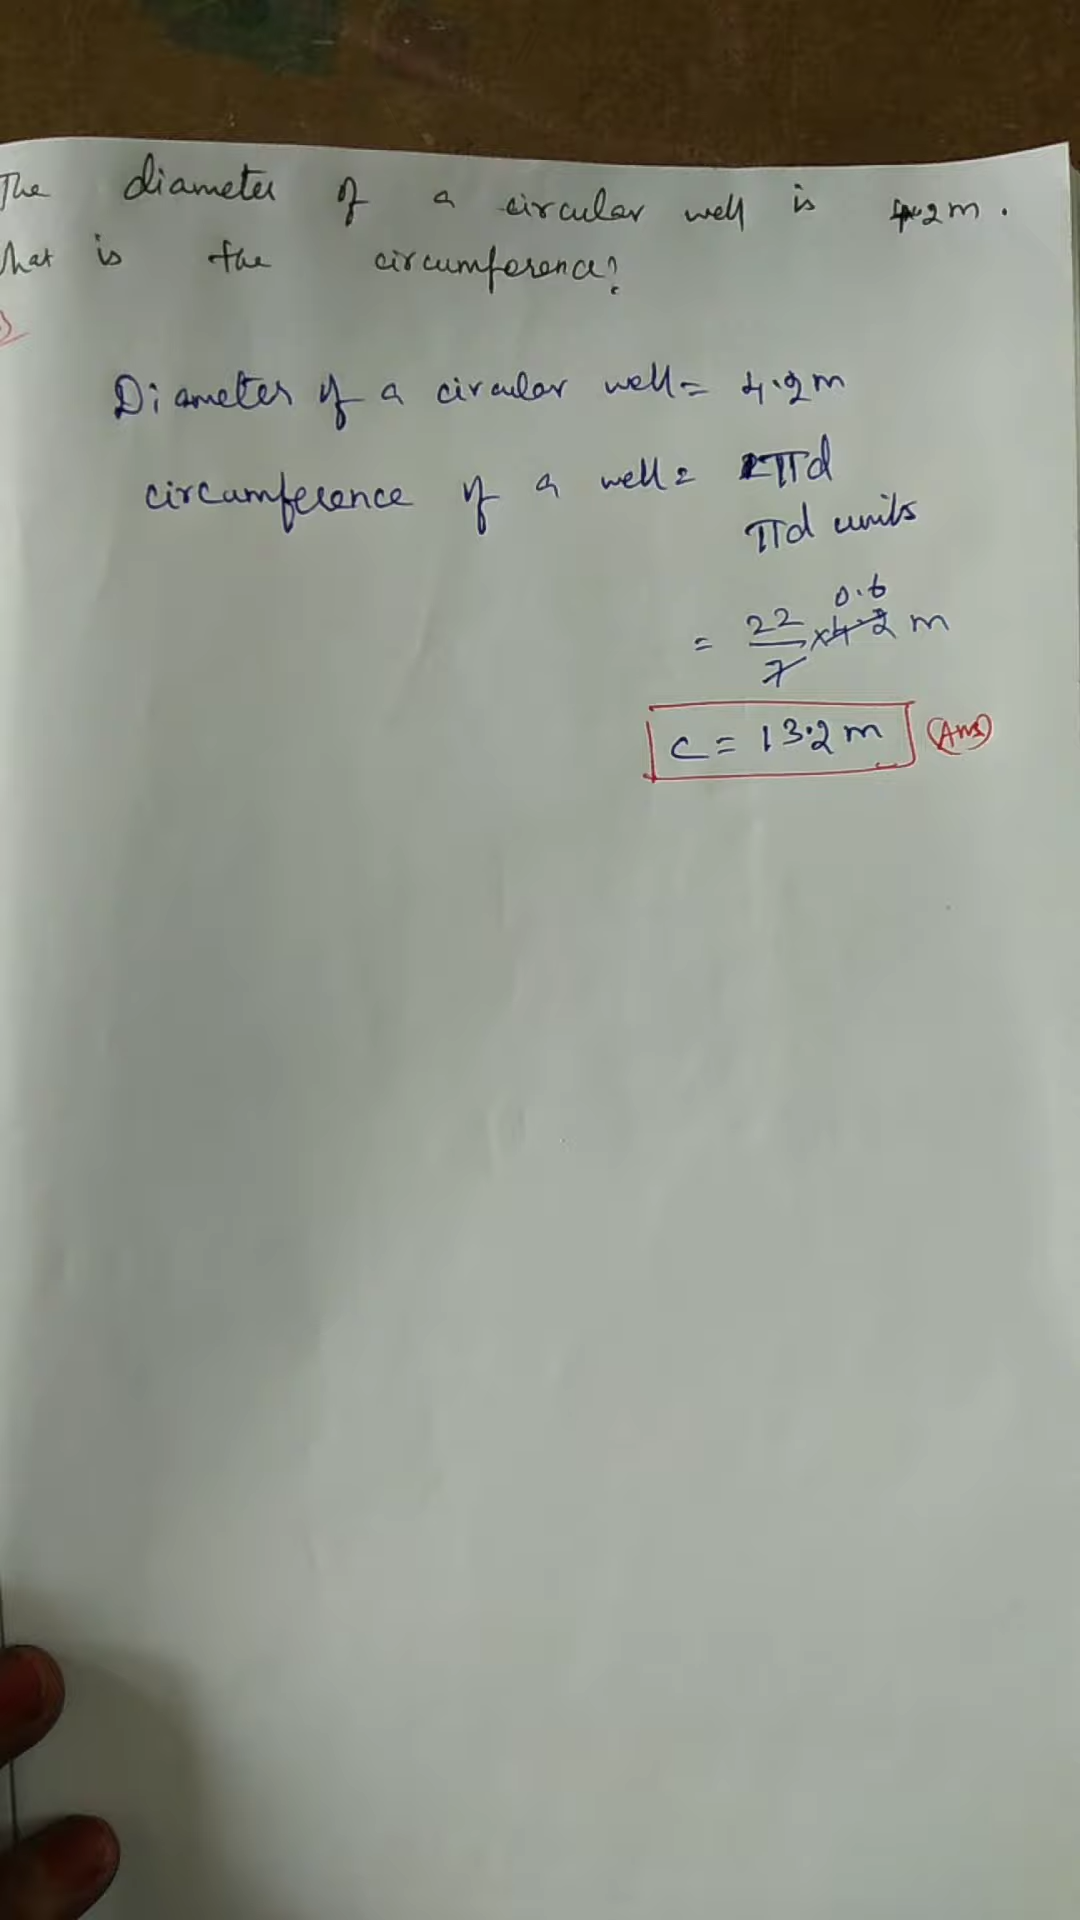 The diameter of a circular well is 4.2m.
hat is the circumference?
Diameter of a circular well = 4.2m
circumference of a well = πd
πd units
0.6
= 22/7 × 4.2 m
C = 13.2 m (Ans)